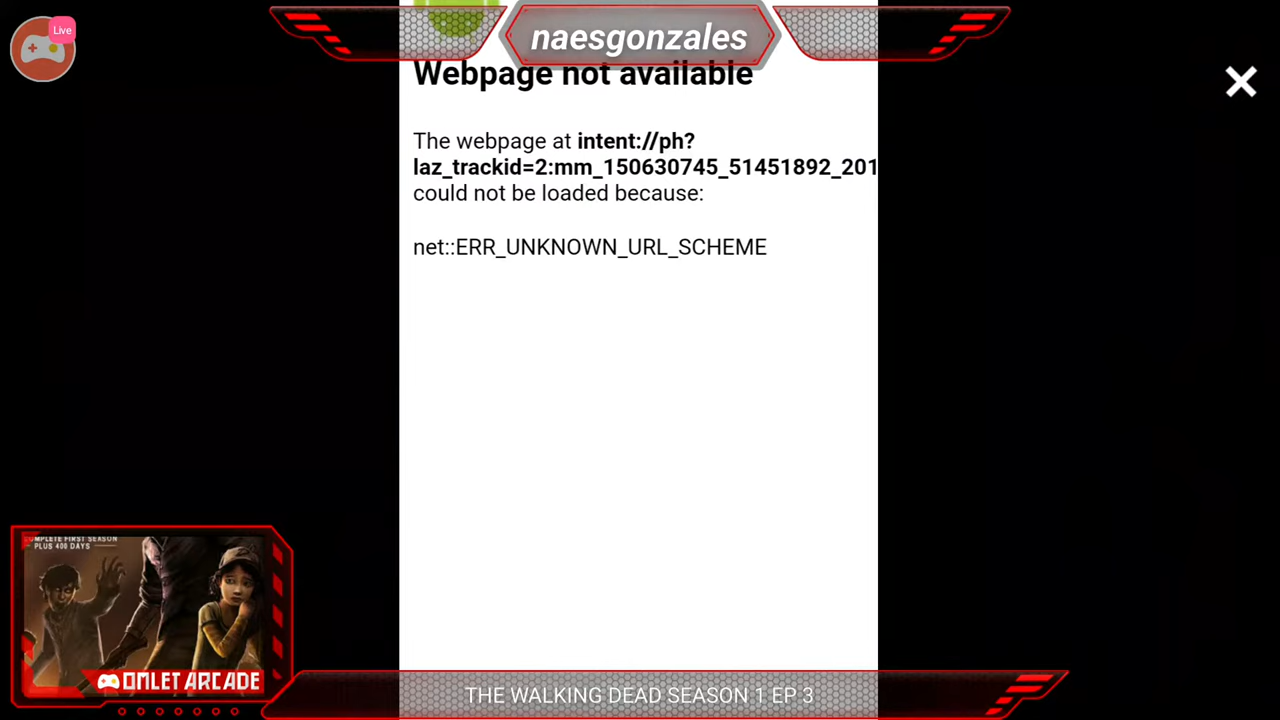 Live
naesgonzales
Webpage not available
The webpage at intent://ph?
laz_trackid=2:mm_150630745_51451892_201
could not be loaded because:
net::ERR_UNKNOWN_URL_SCHEME
COMPLETE FIRST SEASON
PLUS 400 DAYS
OMLET ARCADE
THE WALKING DEAD SEASON 1 EP 3